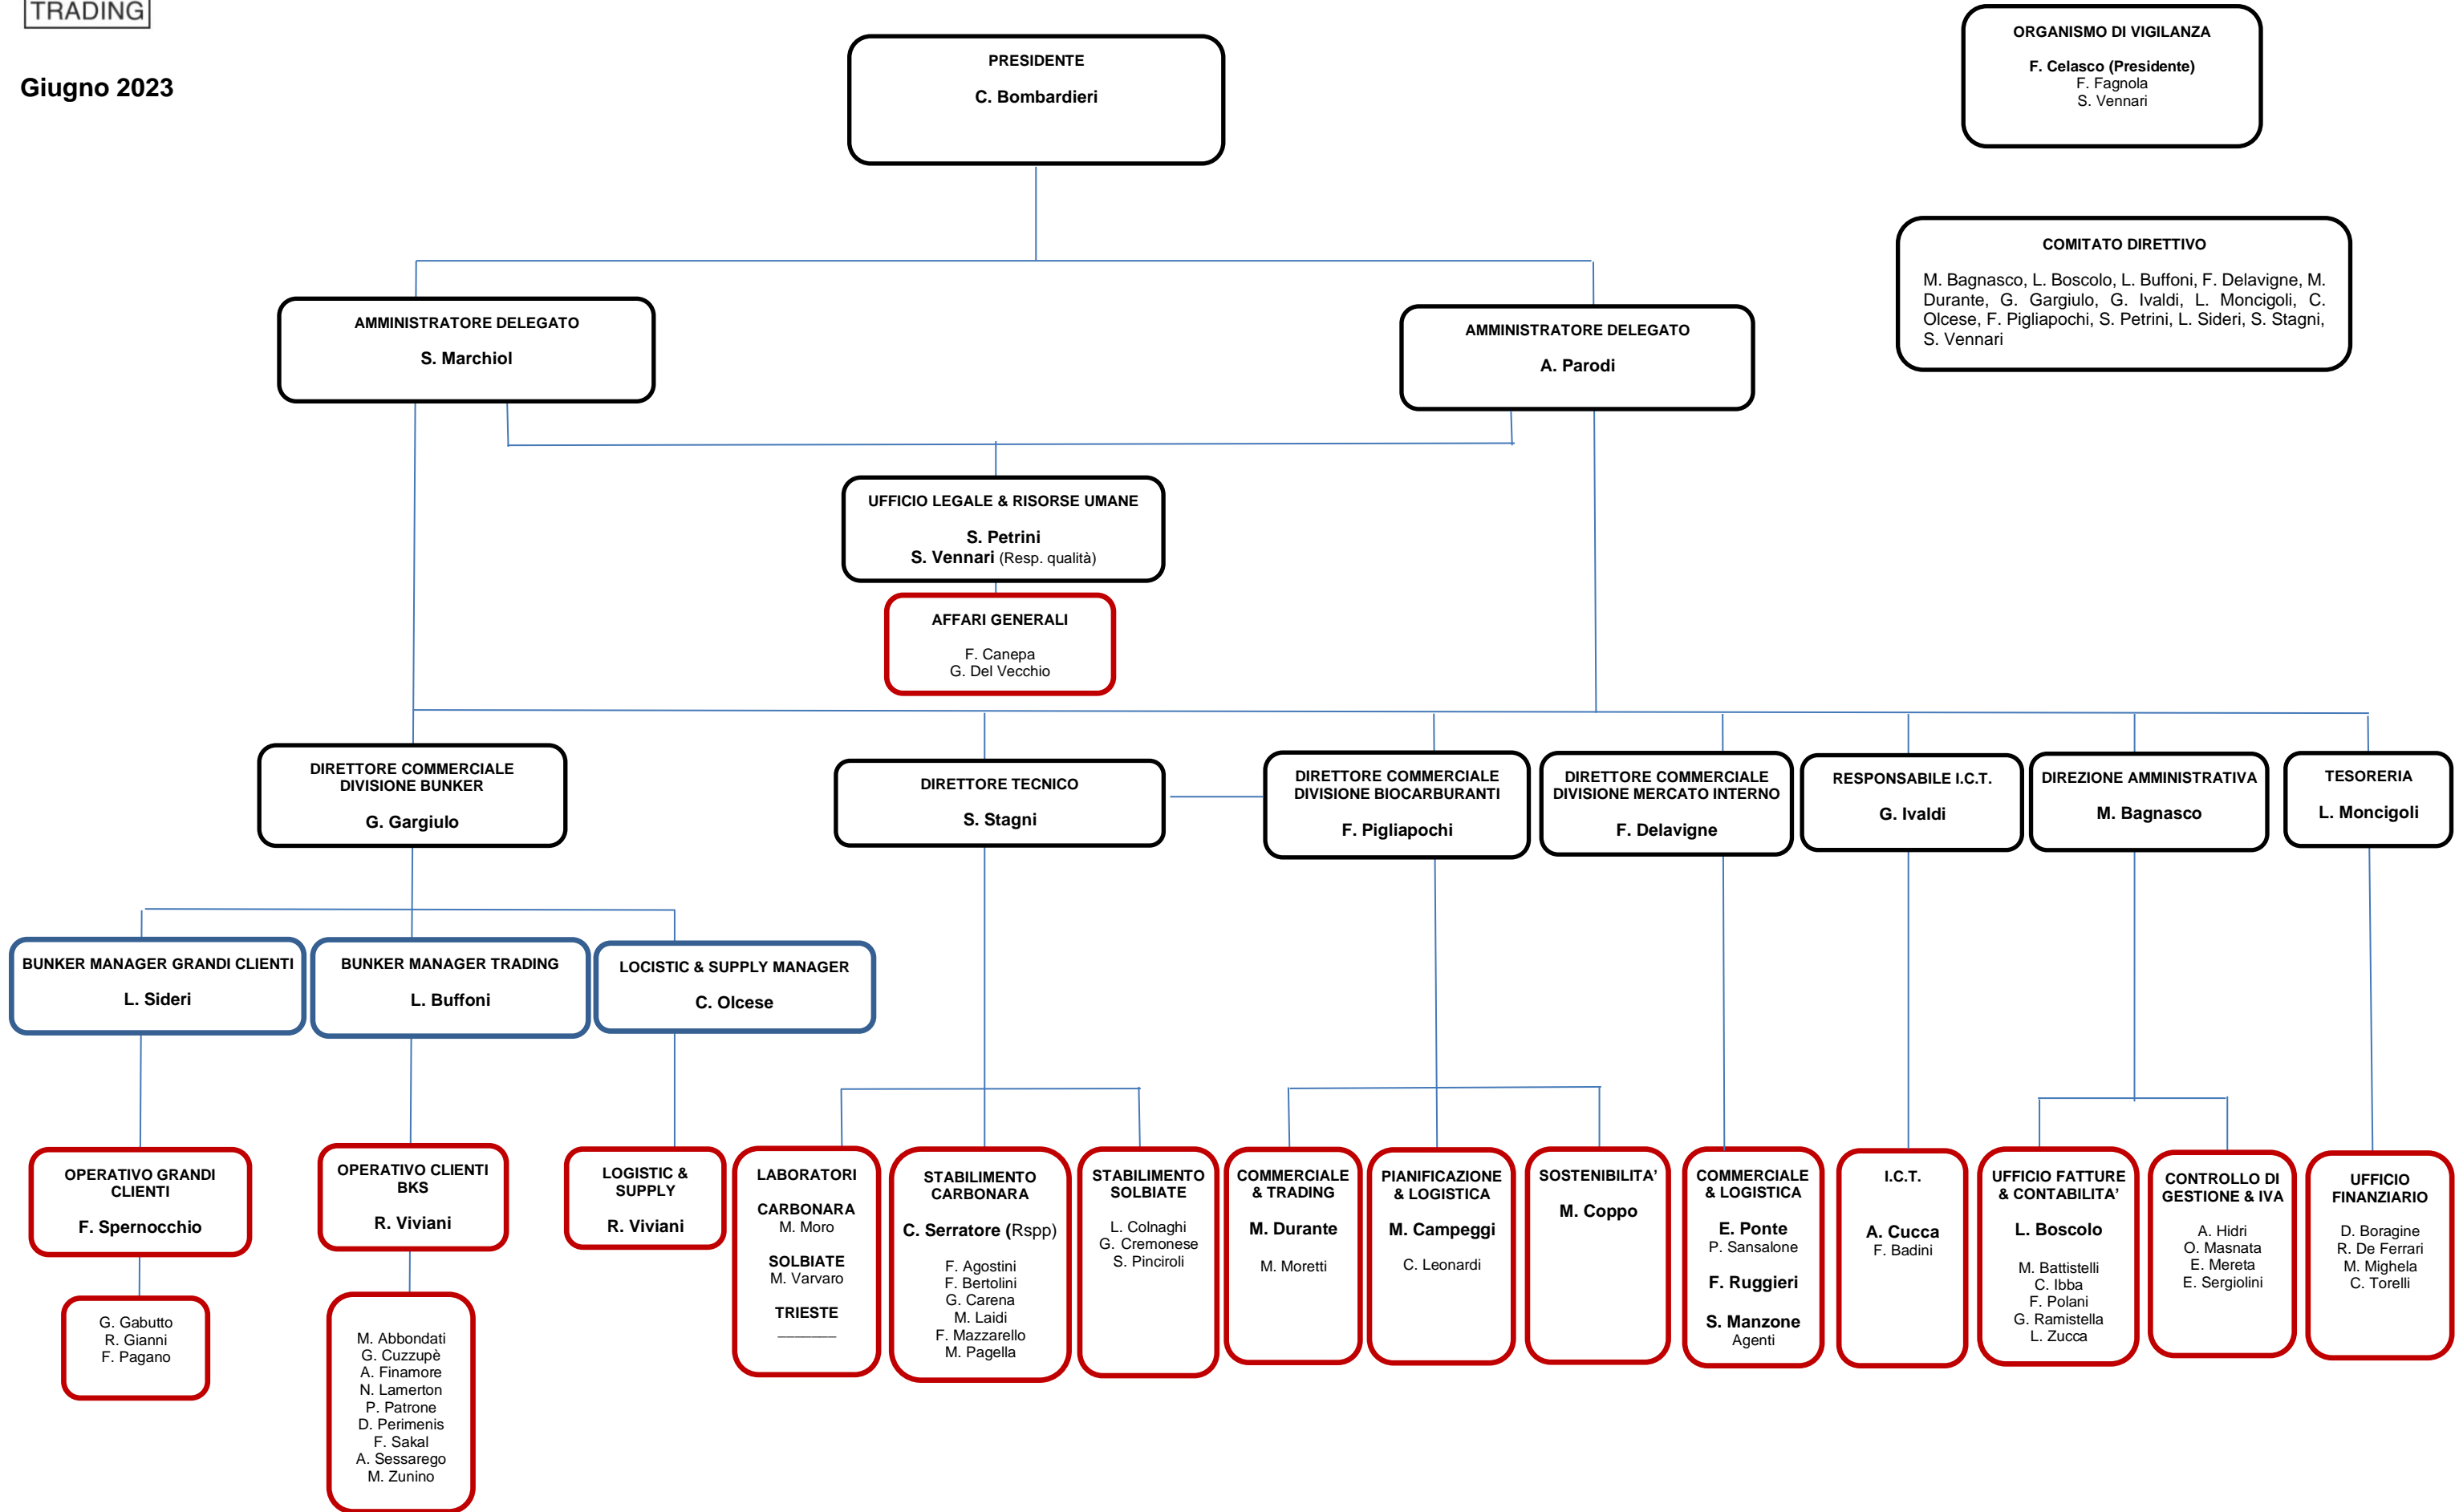 TRADING
Giugno 2023
PRESIDENTE
C. Bombardieri
ORGANISMO DI VIGILANZA
F. Celasco (Presidente)
F. Fagnola
S. Vennari
COMITATO DIRETTIVO
M. Bagnasco, L. Boscolo, L. Buffoni, F. Delavigne, M.
Durante, G. Gargiulo, G. Ivaldi, L. Moncigoli, C.
Olcese, F. Pigliapochi, S. Petrini, L. Sideri, S. Stagni,
S. Vennari
AMMINISTRATORE DELEGATO
S. Marchiol
AMMINISTRATORE DELEGATO
A. Parodi
UFFICIO LEGALE & RISORSE UMANE
S. Petrini
S. Vennari (Resp. qualità)
AFFARI GENERALI
F. Canepa
G. Del Vecchio
DIRETTORE COMMERCIALE
DIVISIONE BUNKER
G. Gargiulo
DIRETTORE TECNICO
S. Stagni
DIRETTORE COMMERCIALE
DIVISIONE BIOCARBURANTI
F. Pigliapochi
DIRETTORE COMMERCIALE
DIVISIONE MERCATO INTERNO
F. Delavigne
RESPONSABILE I.C.T.
G. Ivaldi
DIREZIONE AMMINISTRATIVA
M. Bagnasco
TESORERIA
L. Moncigoli
BUNKER MANAGER GRANDI CLIENTI
L. Sideri
BUNKER MANAGER TRADING
L. Buffoni
LOCISTIC & SUPPLY MANAGER
C. Olcese
OPERATIVO GRANDI
CLIENTI
F. Spernocchio
G. Gabutto
R. Gianni
F. Pagano
OPERATIVO CLIENTI
BKS
R. Viviani
M. Abbondati
G. Cuzzupè
A. Finamore
N. Lamerton
P. Patrone
D. Perimenis
F. Sakal
A. Sessarego
M. Zunino
LOGISTIC &
SUPPLY
R. Viviani
LABORATORI
CARBONARA
M. Moro
SOLBIATE
M. Varvaro
TRIESTE
_______
STABILIMENTO
CARBONARA
C. Serratore (Rspp)
F. Agostini
F. Bertolini
G. Carena
M. Laidi
F. Mazzarello
M. Pagella
STABILIMENTO
SOLBIATE
L. Colnaghi
G. Cremonese
S. Pinciroli
COMMERCIALE
& TRADING
M. Durante
M. Moretti
PIANIFICAZIONE
& LOGISTICA
M. Campeggi
C. Leonardi
SOSTENIBILITA’
M. Coppo
COMMERCIALE
& LOGISTICA
E. Ponte
P. Sansalone
F. Ruggieri
S. Manzone
Agenti
I.C.T.
A. Cucca
F. Badini
UFFICIO FATTURE
& CONTABILITA’
L. Boscolo
M. Battistelli
C. Ibba
F. Polani
G. Ramistella
L. Zucca
CONTROLLO DI
GESTIONE & IVA
A. Hidri
O. Masnata
E. Mereta
E. Sergiolini
UFFICIO
FINANZIARIO
D. Boragine
R. De Ferrari
M. Mighela
C. Torelli